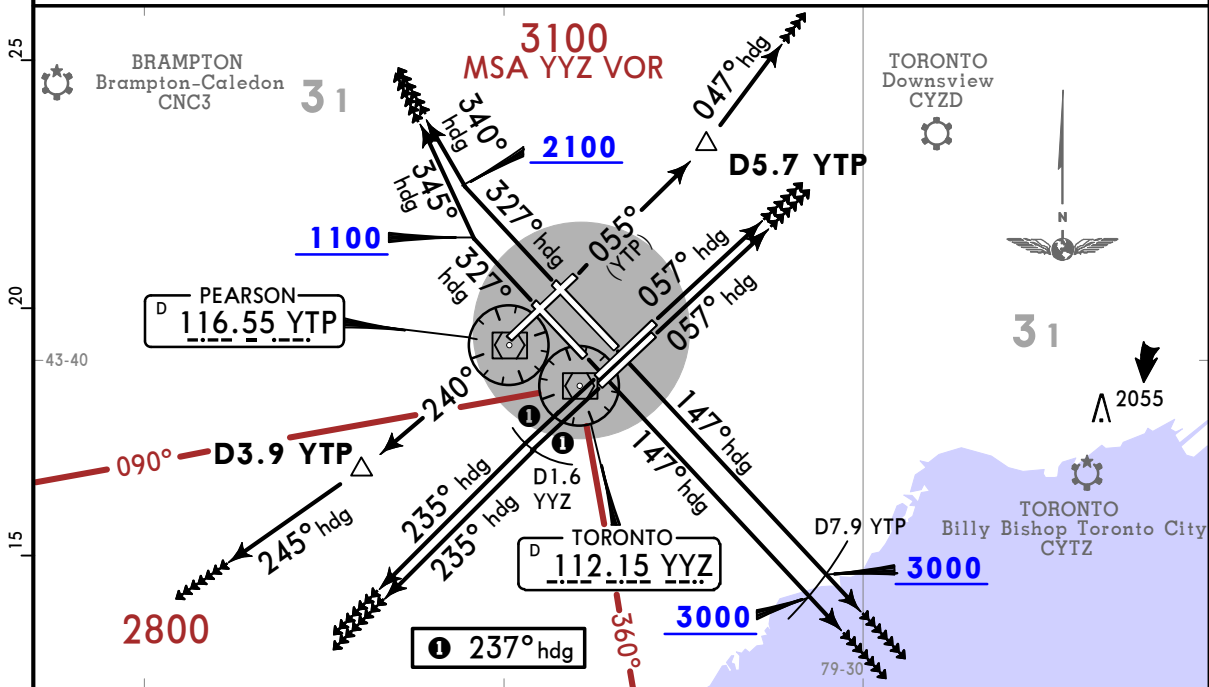 25
BRAMPTON
Brampton-Caledon
CNC3
31
3100
MSA YYZ VOR
047° hdg
TORONTO
Downsview
CYZD
340° hdg
2100
345° hdg
D5.7 YTP
327° hdg
1100
327° hdg
055°
(YTP)
057° hdg
057° hdg
N
20
PEARSON
D 116.55 YTP
31
43-40
2055
240°
090°
D3.9 YTP
1
1
D1.6
YYZ
147° hdg
147° hdg
235° hdg
235° hdg
245° hdg
TORONTO
D 112.15 YYZ
D7.9 YTP
TORONTO
Billy Bishop Toronto City
CYTZ
15
3000
3000
2800
1 237° hdg
360°
79-30